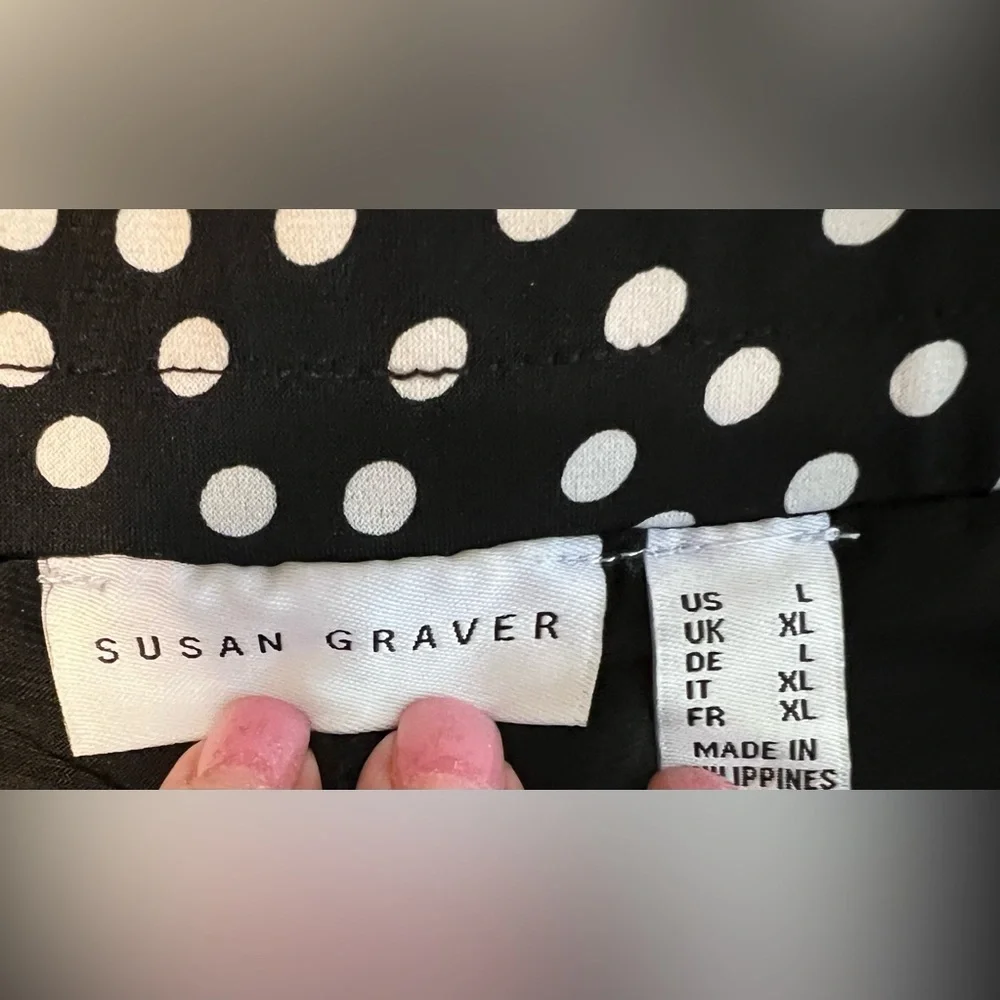 SUSAN GRAVER
US L
UK XL
DE L
IT XL
FR XL
MADE IN